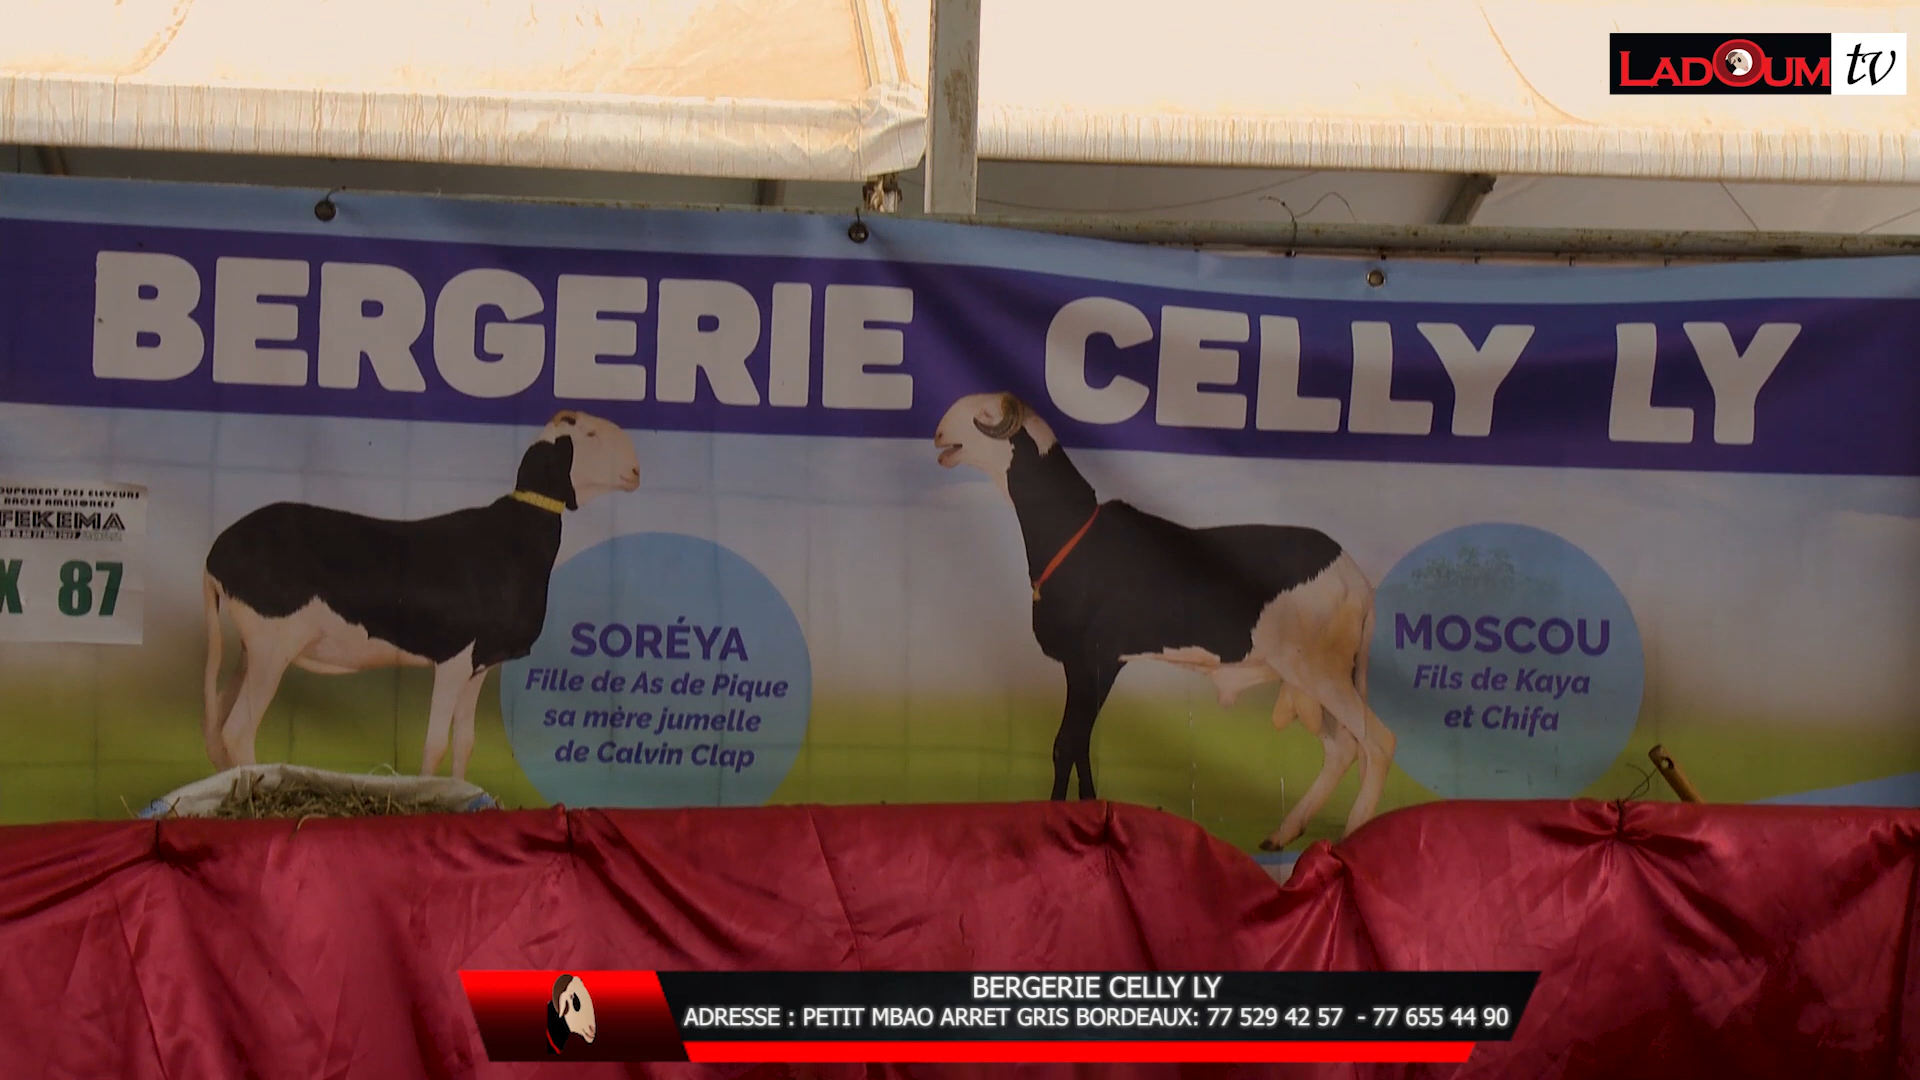 LADOUM tv
BERGERIE CELLY LY
RACES AMELIOREES
FEKEMA
X 87
SORÉYA
Fille de As de Pique
sa mère jumelle
de Calvin Clap
MOSCOU
Fils de Kaya
et Chifa
BERGERIE CELLY LY
ADRESSE : PETIT MBAO ARRET GRIS BORDEAUX: 77 529 42 57 - 77 655 44 90